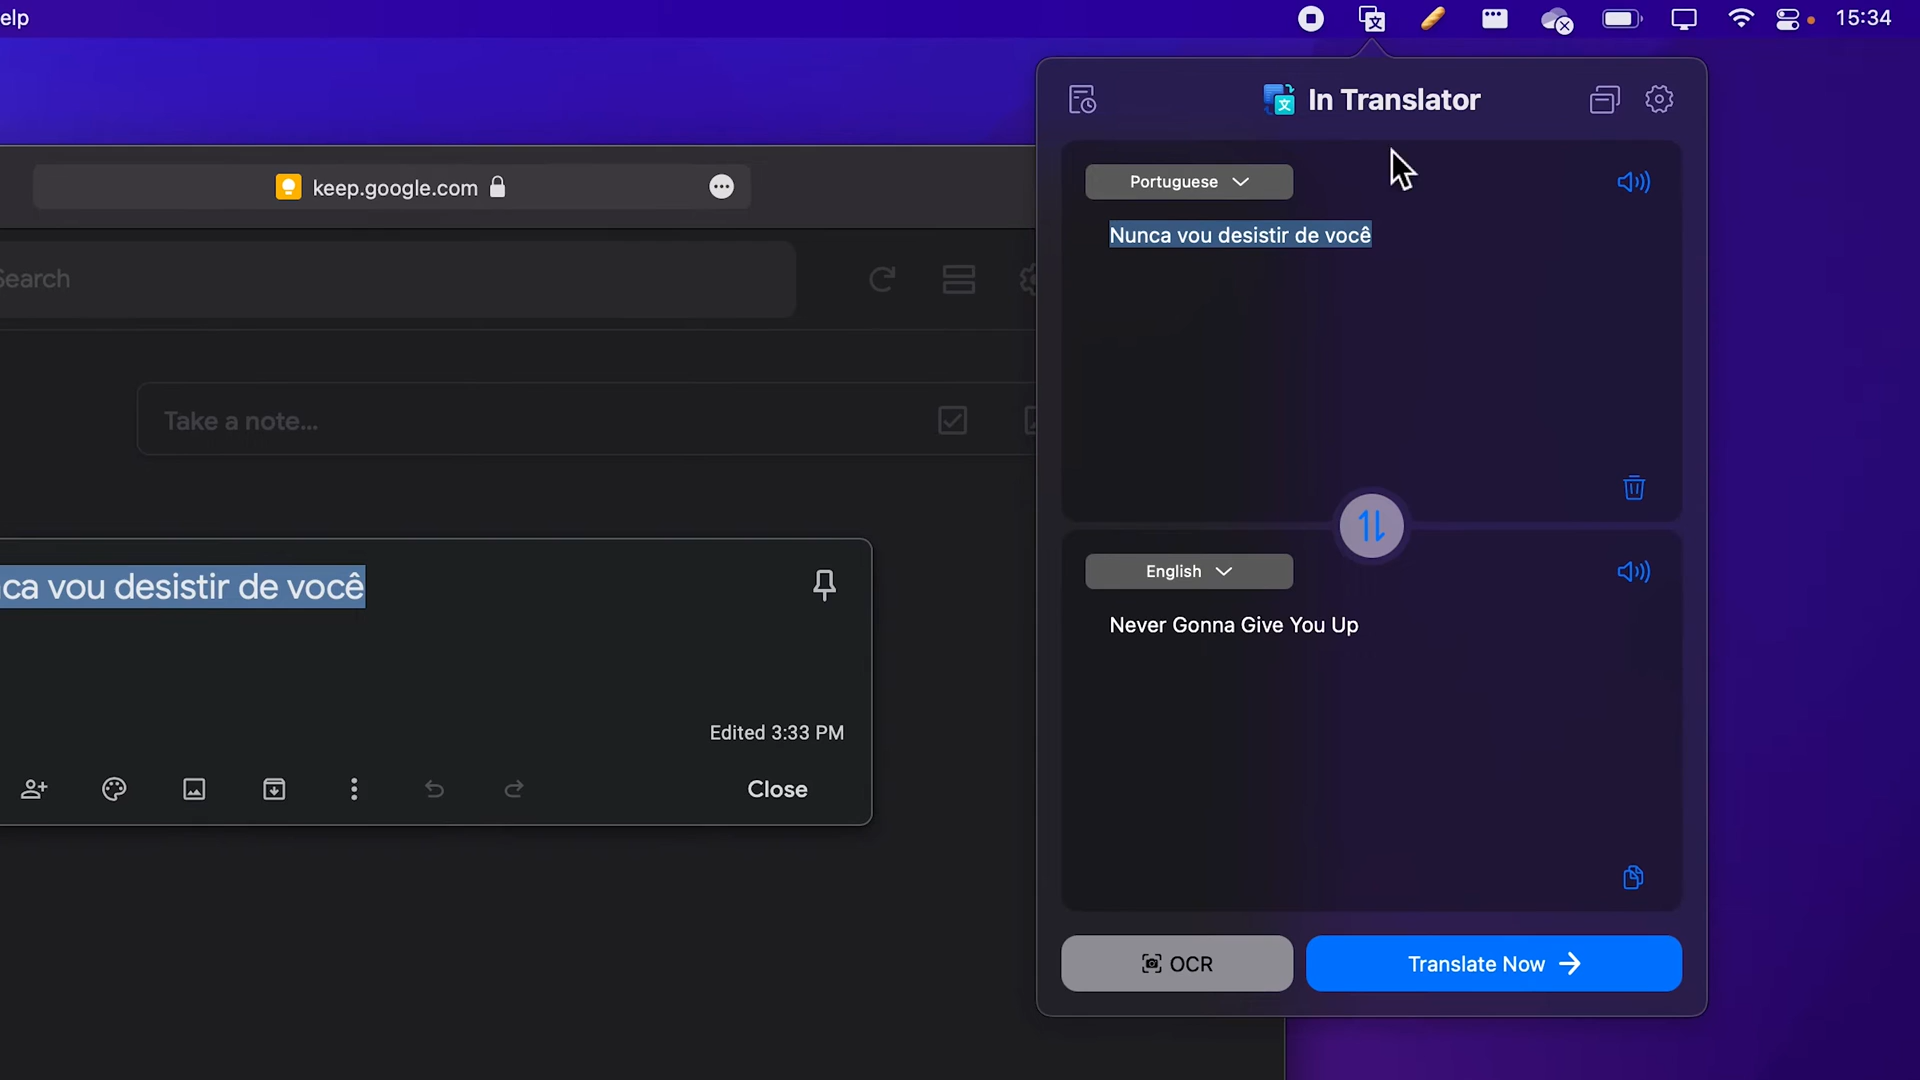 elp
15:34
In Translator
keep.google.com
Portuguese
Nunca vou desistir de você
Search
Take a note...
nca vou desistir de você
English
Never Gonna Give You Up
Edited 3:33 PM
Close
OCR
Translate Now